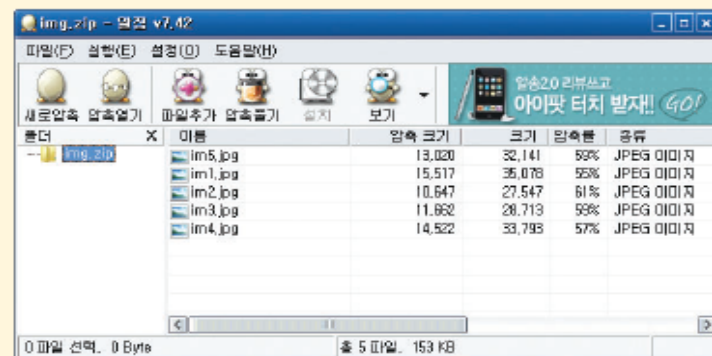 img.zip - 알집 v7.42
파일(F) 실행(E) 설정(O) 도움말(H)
새로압축 압축열기 파일추가 압축풀기 설치 보기
알송2.0 리뷰쓰고
아이팟 터치 받자!! GO!
폴더 X 이름 압축 크기 크기 압축률 종류
img.zip
im5.jpg 13,020 32,141 59% JPEG 이미지
im1.jpg 15,517 35,078 55% JPEG 이미지
im2.jpg 10,647 27,547 61% JPEG 이미지
im3.jpg 11,662 28,713 59% JPEG 이미지
im4.jpg 14,522 33,793 57% JPEG 이미지
0 파일 선택, 0 Byte 총 5 파일, 153 KB